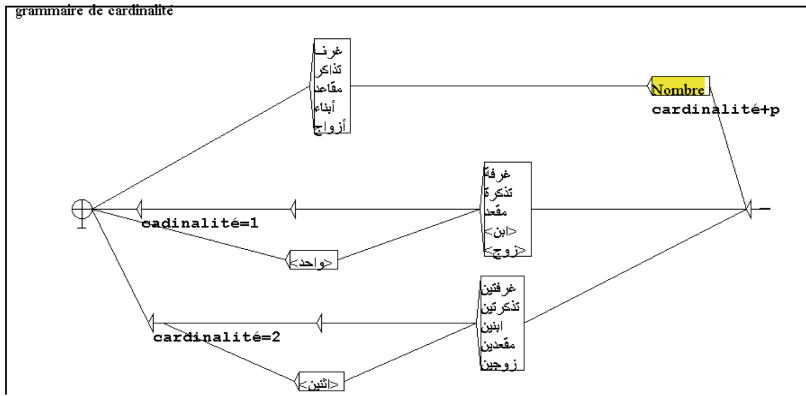 grammaire de cardinalité
غرف
تذاكر
مقاعد
أبناء
أزواج
Nombre
cardinalité+p
غرفة
تذكرة
مقعد
<ابن>
<زوج>
cadinalité=1
<واحد>
غرفتين
تذكرتين
ابنين
مقعدين
زوجين
cardinalité=2
<اثنين>